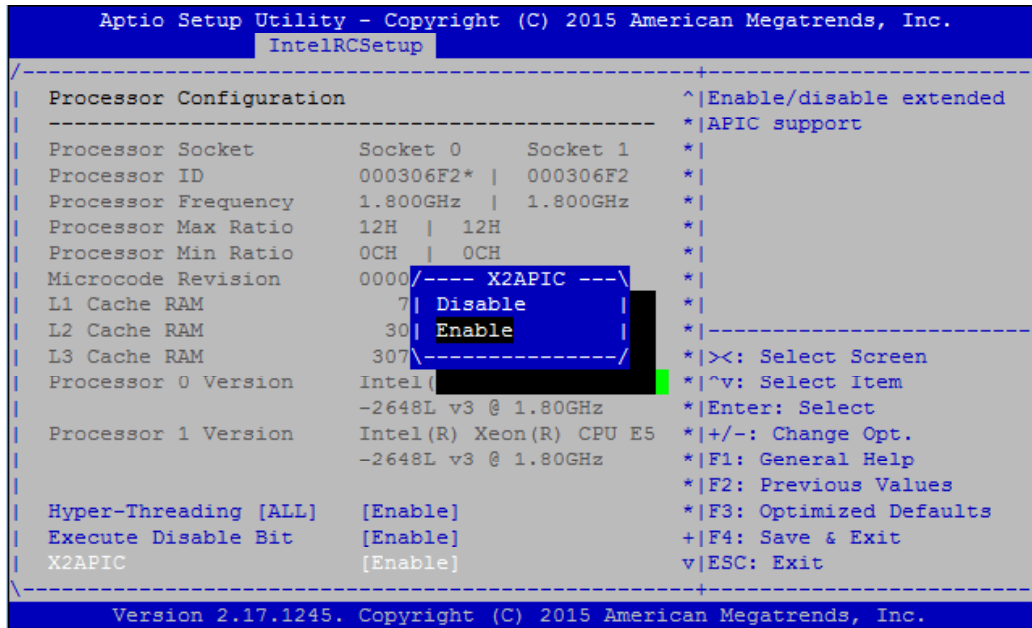 Aptio Setup Utility - Copyright (C) 2015 American Megatrends, Inc.
IntelRCSetup
/----------------------------------------------------+------------------------
| Processor Configuration ^|Enable/disable extended
| ---------------------------------------------- *|APIC support
| Processor Socket Socket 0 Socket 1 *|
| Processor ID 000306F2* | 000306F2 *|
| Processor Frequency 1.800GHz | 1.800GHz *|
| Processor Max Ratio 12H | 12H *|
| Processor Min Ratio 0CH | 0CH *|
| Microcode Revision 0000/---- X2APIC ---\ *|
| L1 Cache RAM 7| Disable | *|
| L2 Cache RAM 30| Enable | *|------------------------
| L3 Cache RAM 307\---------------/ *|><: Select Screen
| Processor 0 Version Intel( *|^v: Select Item
| -2648L v3 @ 1.80GHz *|Enter: Select
| Processor 1 Version Intel(R) Xeon(R) CPU E5 *|+/-: Change Opt.
| -2648L v3 @ 1.80GHz *|F1: General Help
| *|F2: Previous Values
| Hyper-Threading [ALL] [Enable] *|F3: Optimized Defaults
| Execute Disable Bit [Enable] +|F4: Save & Exit
| X2APIC [Enable] v|ESC: Exit
\----------------------------------------------------+------------------------
Version 2.17.1245. Copyright (C) 2015 American Megatrends, Inc.